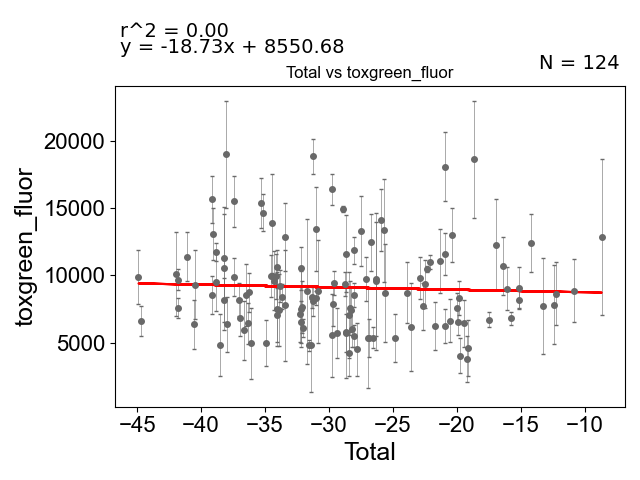 r^2 = 0.00
y = -18.73x + 8550.68
N = 124
Total vs toxgreen_fluor
20000
15000
10000
5000
toxgreen_fluor
−45 −40 −35 −30 −25 −20 −15 −10
Total